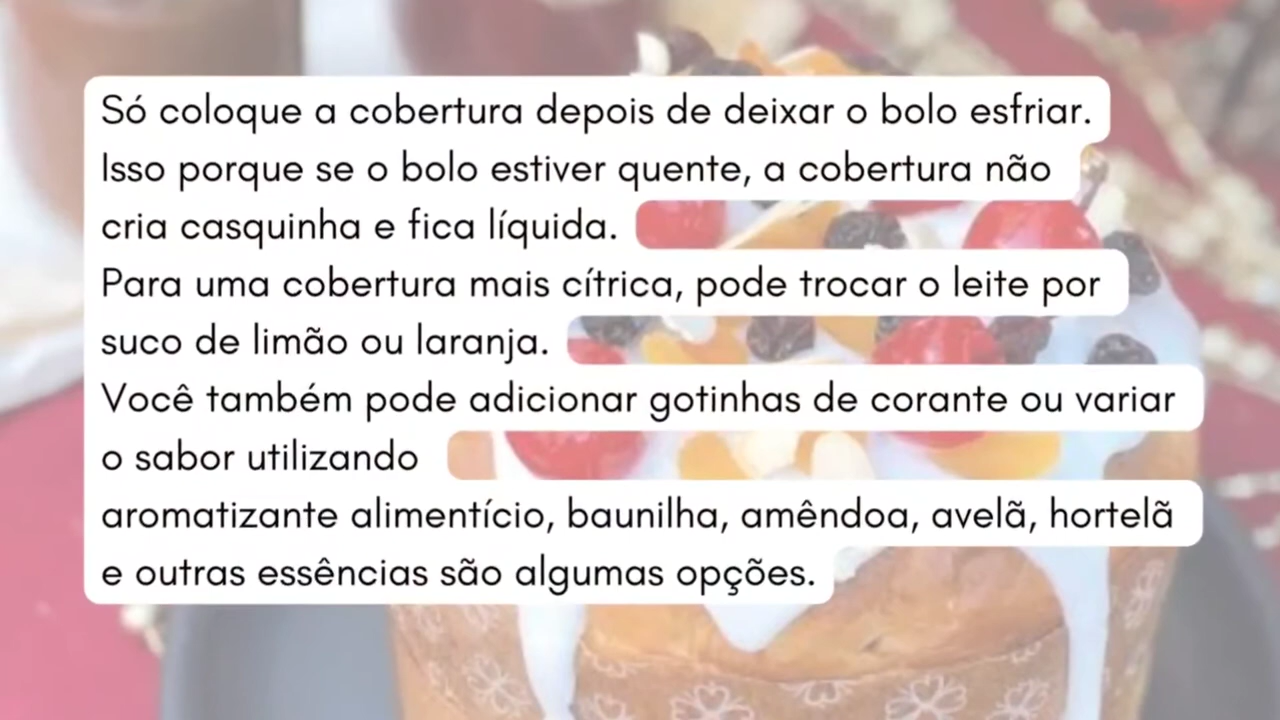 Só coloque a cobertura depois de deixar o bolo esfriar.
Isso porque se o bolo estiver quente, a cobertura não
cria casquinha e fica líquida.
Para uma cobertura mais cítrica, pode trocar o leite por
suco de limão ou laranja.
Você também pode adicionar gotinhas de corante ou variar
o sabor utilizando
aromatizante alimentício, baunilha, amêndoa, avelã, hortelã
e outras essências são algumas opções.